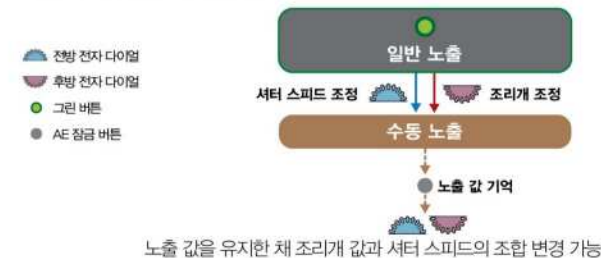 전방 전자 다이얼
후방 전자 다이얼
그린 버튼
AE 잠금 버튼
일반 노출
셔터 스피드 조정
조리개 조정
수동 노출
노출 값 기억
노출 값을 유지한 채 조리개 값과 셔터 스피드의 조합 변경 가능